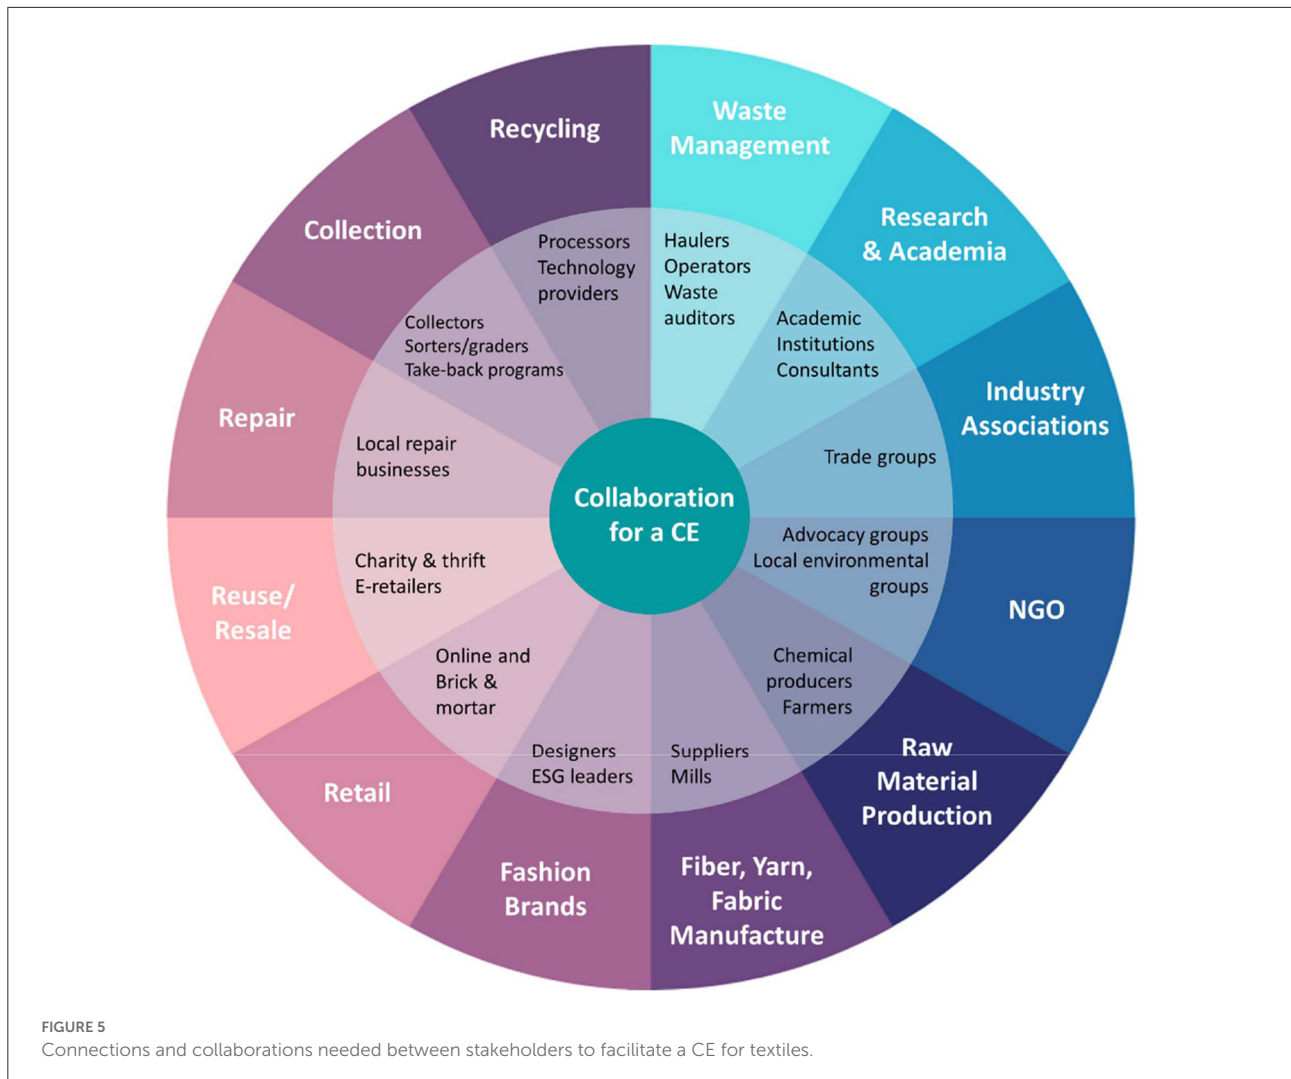 Recycling
Waste
Management
Research
& Academia
Industry
Associations
NGO
Raw
Material
Production
Fiber, Yarn,
Fabric
Manufacture
Fashion
Brands
Retail
Reuse/
Resale
Repair
Collection
Processors
Technology
providers
Haulers
Operators
Waste
auditors
Academic
Institutions
Consultants
Trade groups
Advocacy groups
Local environmental
groups
Chemical
producers
Farmers
Suppliers
Mills
Designers
ESG leaders
Online and
Brick &
mortar
Charity & thrift
E-retailers
Local repair
businesses
Collectors
Sorters/graders
Take-back programs
Collaboration
for a CE
FIGURE 5
Connections and collaborations needed between stakeholders to facilitate a CE for textiles.